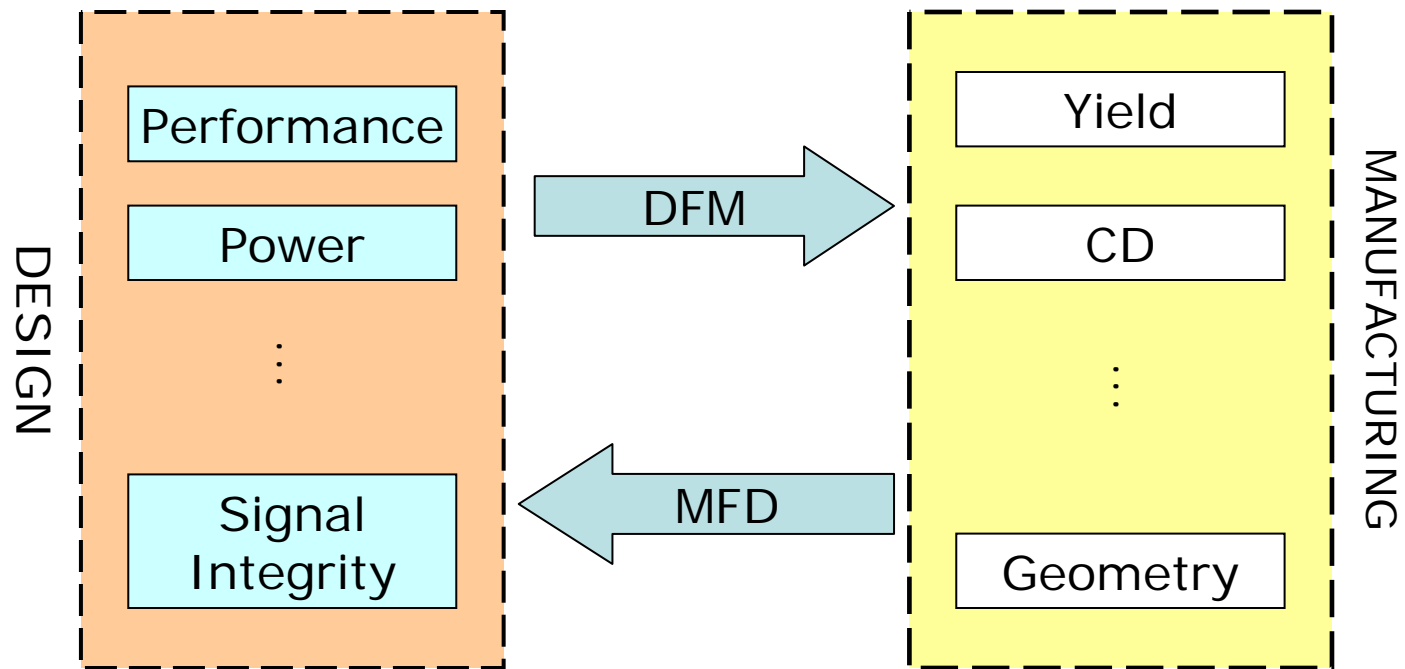 DESIGN
Performance
Power
⋮
Signal
Integrity
DFM
MFD
Yield
CD
⋮
Geometry
MANUFACTURING